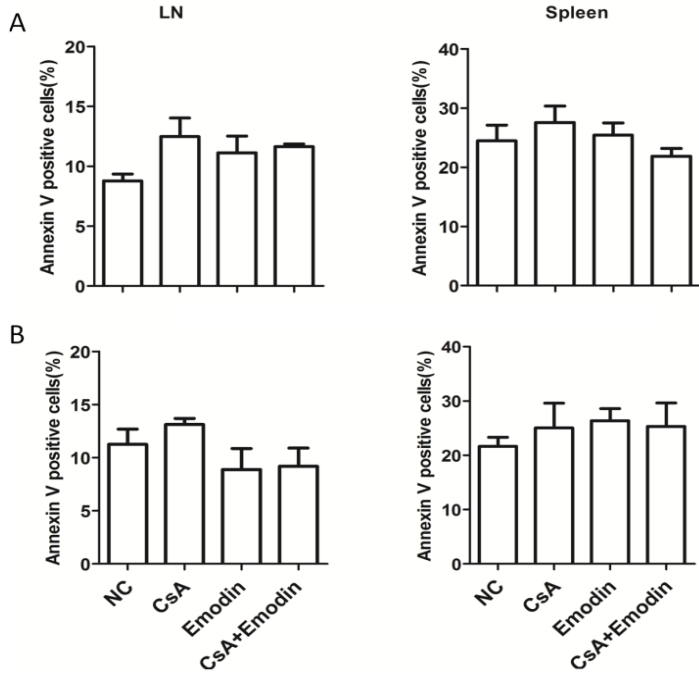 A
LN
Spleen
Annexin V positive cells(%)
20
15
10
5
0
Annexin V positive cells(%)
40
30
20
10
0
B
Annexin V positive cells(%)
20
15
10
5
0
NC
CsA
Emodin
CsA+Emodin
Annexin V positive cells(%)
40
30
20
10
0
NC
CsA
Emodin
CsA+Emodin